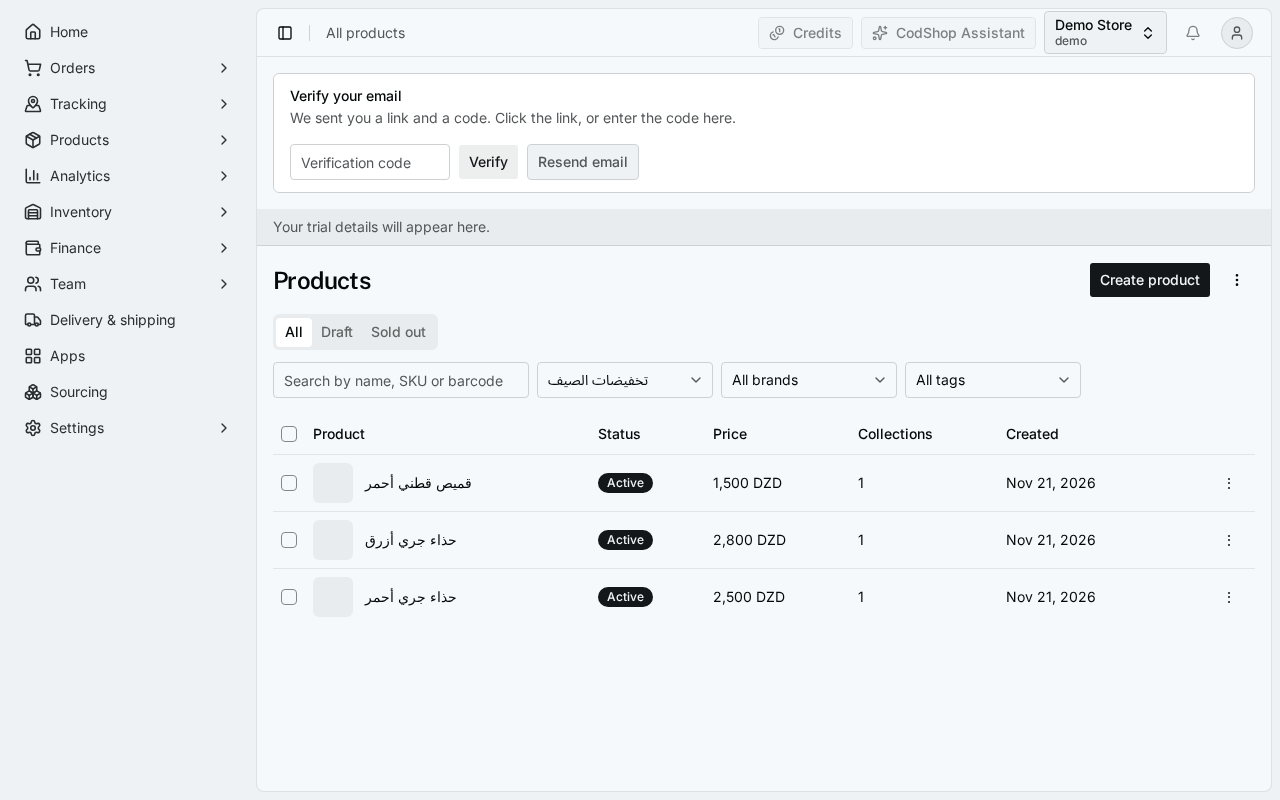 Home
Orders
Tracking
Products
Analytics
Inventory
Finance
Team
Delivery & shipping
Apps
Sourcing
Settings
All products
Credits
CodShop Assistant
Demo Store
demo
Verify your email
We sent you a link and a code. Click the link, or enter the code here.
Verification code Verify Resend email
Your trial details will appear here.
Products
Create product
All Draft Sold out
Search by name, SKU or barcode تخفيضات الصيف All brands All tags
Product Status Price Collections Created
قميص قطني أحمر Active 1,500 DZD 1 Nov 21, 2026
حذاء جري أزرق Active 2,800 DZD 1 Nov 21, 2026
حذاء جري أحمر Active 2,500 DZD 1 Nov 21, 2026